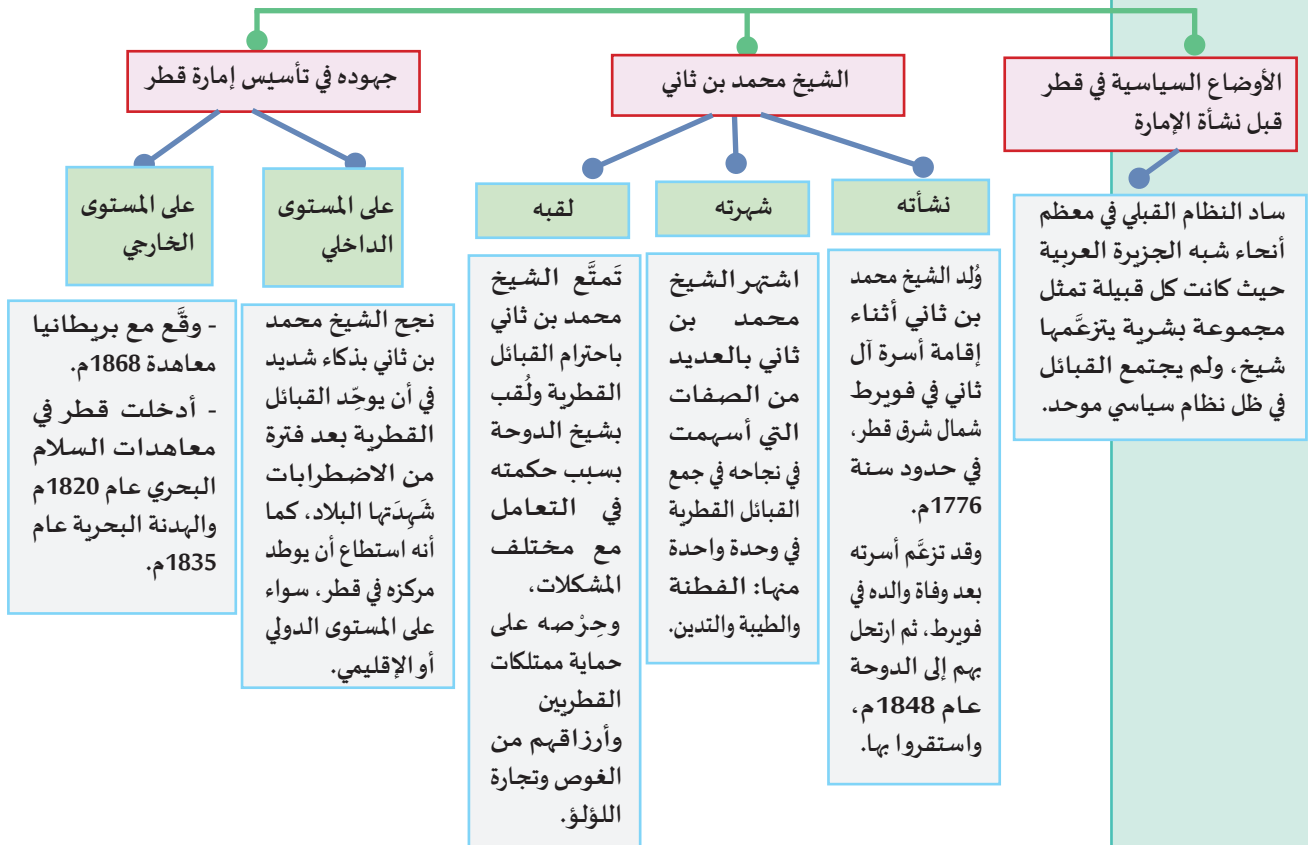 الأوضاع السياسية في قطر
قبل نشأة الإمارة
ساد النظام القبلي في معظم
أنحاء شبه الجزيرة العربية
حيث كانت كل قبيلة تمثل
مجموعة بشرية يتزعَّمها
شيخ، ولم يجتمع القبائل
في ظل نظام سياسي موحد.
الشيخ محمد بن ثاني
نشأته
وُلِد الشيخ محمد
بن ثاني أثناء
إقامة أسرة آل
ثاني في فويرط
شمال شرق قطر،
في حدود سنة
1776م.
وقد تزعَّم أسرته
بعد وفاة والده في
فويرط، ثم ارتحل
بهم إلى الدوحة
عام 1848م،
واستقروا بها.
شهرته
اشتهر الشيخ
محمد بن
ثاني بالعديد
من الصفات
التي أسهمت
في نجاحه في جمع
القبائل القطرية
في وحدة واحدة
منها: الفطنة
والطيبة والتدين.
لقبه
تَمتَّع الشيخ
محمد بن ثاني
باحترام القبائل
القطرية ولُقب
بشيخ الدوحة
بسبب حكمته
في التعامل
مع مختلف
المشكلات،
وحِرْصه على
حماية ممتلكات
القطريين
وأرزاقهم من
الغوص وتجارة
اللؤلؤ.
جهوده في تأسيس إمارة قطر
على المستوى
الداخلي
نجح الشيخ محمد
بن ثاني بذكاء شديد
في أن يوحِّد القبائل
القطرية بعد فترة
من الاضطرابات
شَهِدَتها البلاد، كما
أنه استطاع أن يوطد
مركزه في قطر، سواء
على المستوى الدولي
أو الإقليمي.
على المستوى
الخارجي
- وقَّع مع بريطانيا
معاهدة 1868م.
- أدخلت قطر في
معاهدات السلام
البحري عام 1820م
والهدنة البحرية عام
1835م.